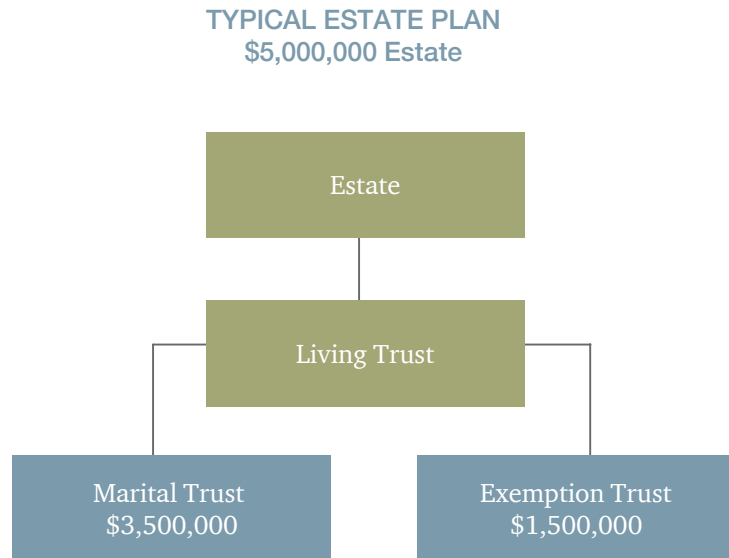 TYPICAL ESTATE PLAN
$5,000,000 Estate
Estate
Living Trust
Marital Trust
$3,500,000
Exemption Trust
$1,500,000